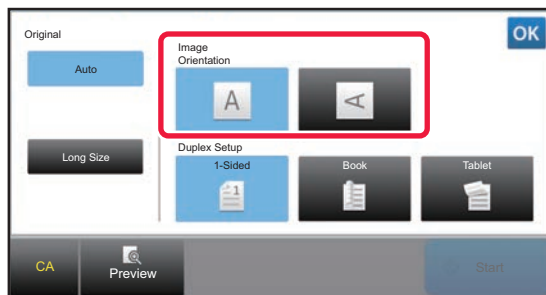 Original
OK
Image
Orientation
Auto
A
A
Duplex Setup
Long Size
1-Sided
Book
Tablet
1
CA
Preview
Start